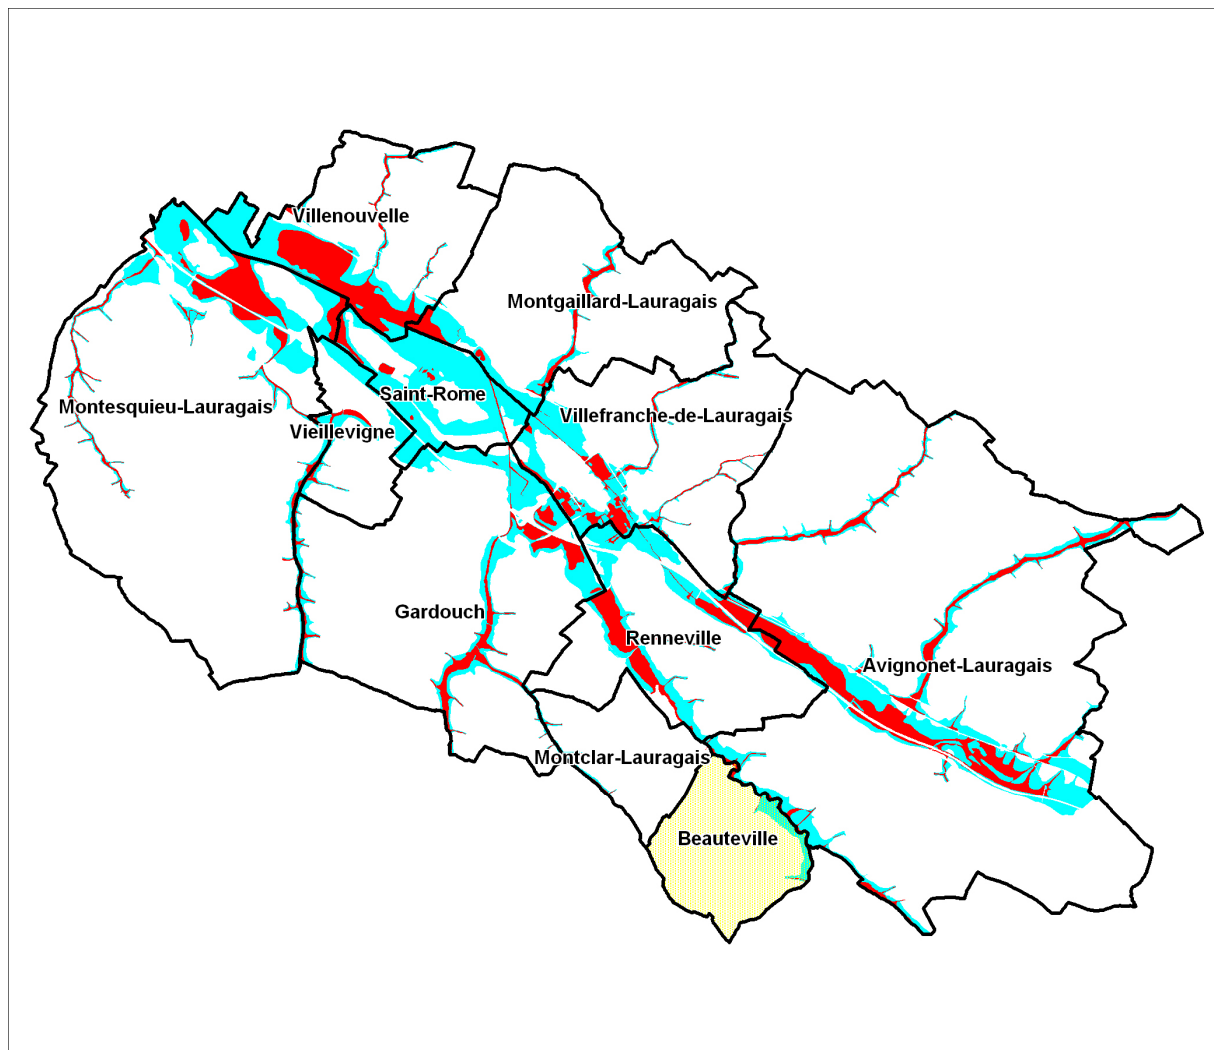 Villenouvelle
Montgaillard-Lauragais
Saint-Rome
Montesquieu-Lauragais
Villefranche-de-Lauragais
Vieillevigne
Gardouch
Renneville
Avignonet-Lauragais
Montclar-Lauragais
Beauteville